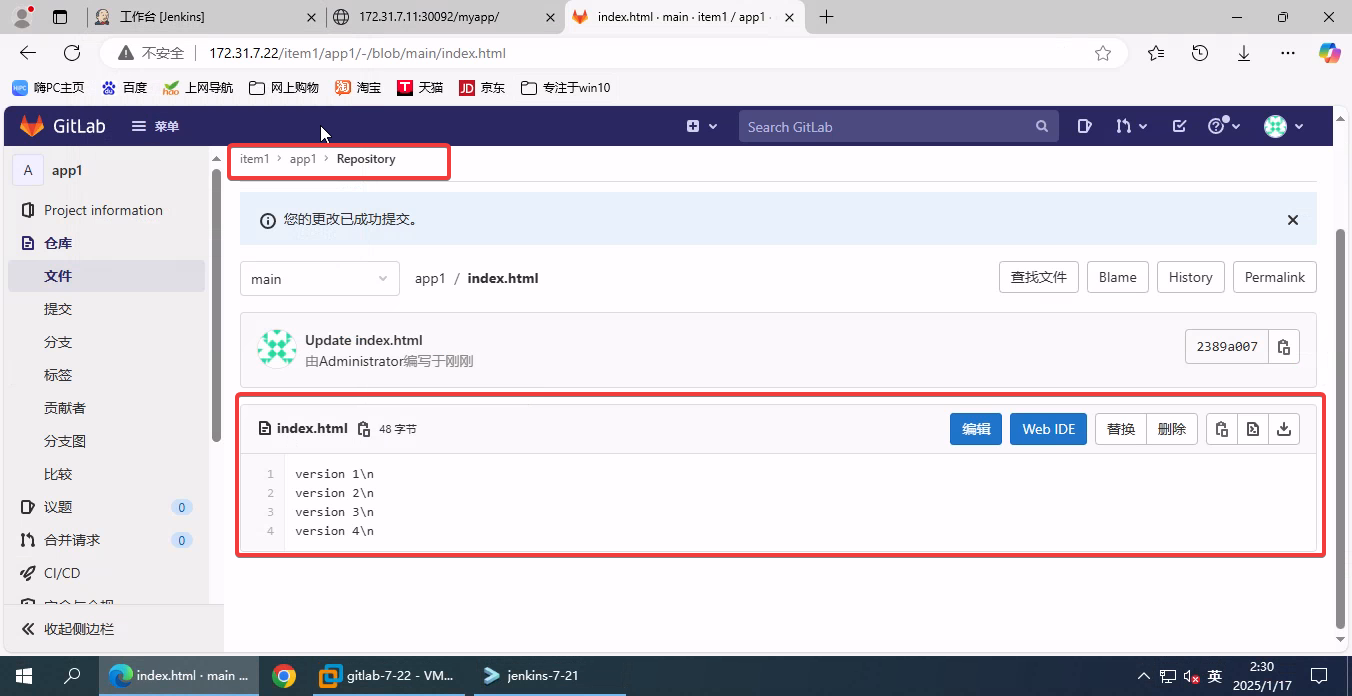 工作台 [Jenkins]
172.31.7.11:30092/myapp/
index.html · main · item1 / app1 ·
不安全 172.31.7.22/item1/app1/-/blob/main/index.html
嗨PC主页 百度 上网导航 网上购物 淘宝 天猫 京东 专注于win10
GitLab 菜单 Search GitLab
A app1
item1 › app1 › Repository
Project information
仓库
文件
提交
分支
标签
贡献者
分支图
比较
议题 0
合并请求 0
CI/CD
收起侧边栏
您的更改已成功提交。
main app1 / index.html 查找文件 Blame History Permalink
Update index.html
由Administrator编写于刚刚
2389a007
index.html 48 字节 编辑 Web IDE 替换 删除
1 version 1\n
2 version 2\n
3 version 3\n
4 version 4\n
index.html · main ... gitlab-7-22 - VM... jenkins-7-21 英
2:30
2025/1/17